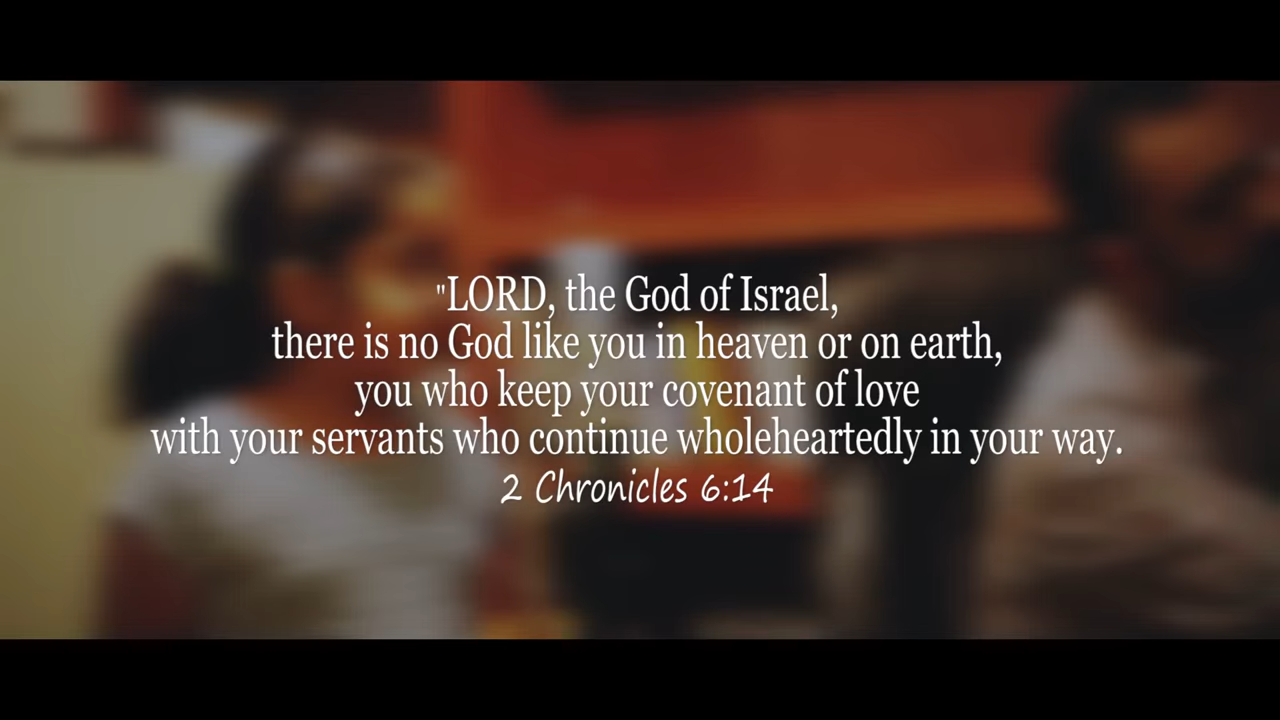 "LORD, the God of Israel,
there is no God like you in heaven or on earth,
you who keep your covenant of love
with your servants who continue wholeheartedly in your way.
2 Chronicles 6:14